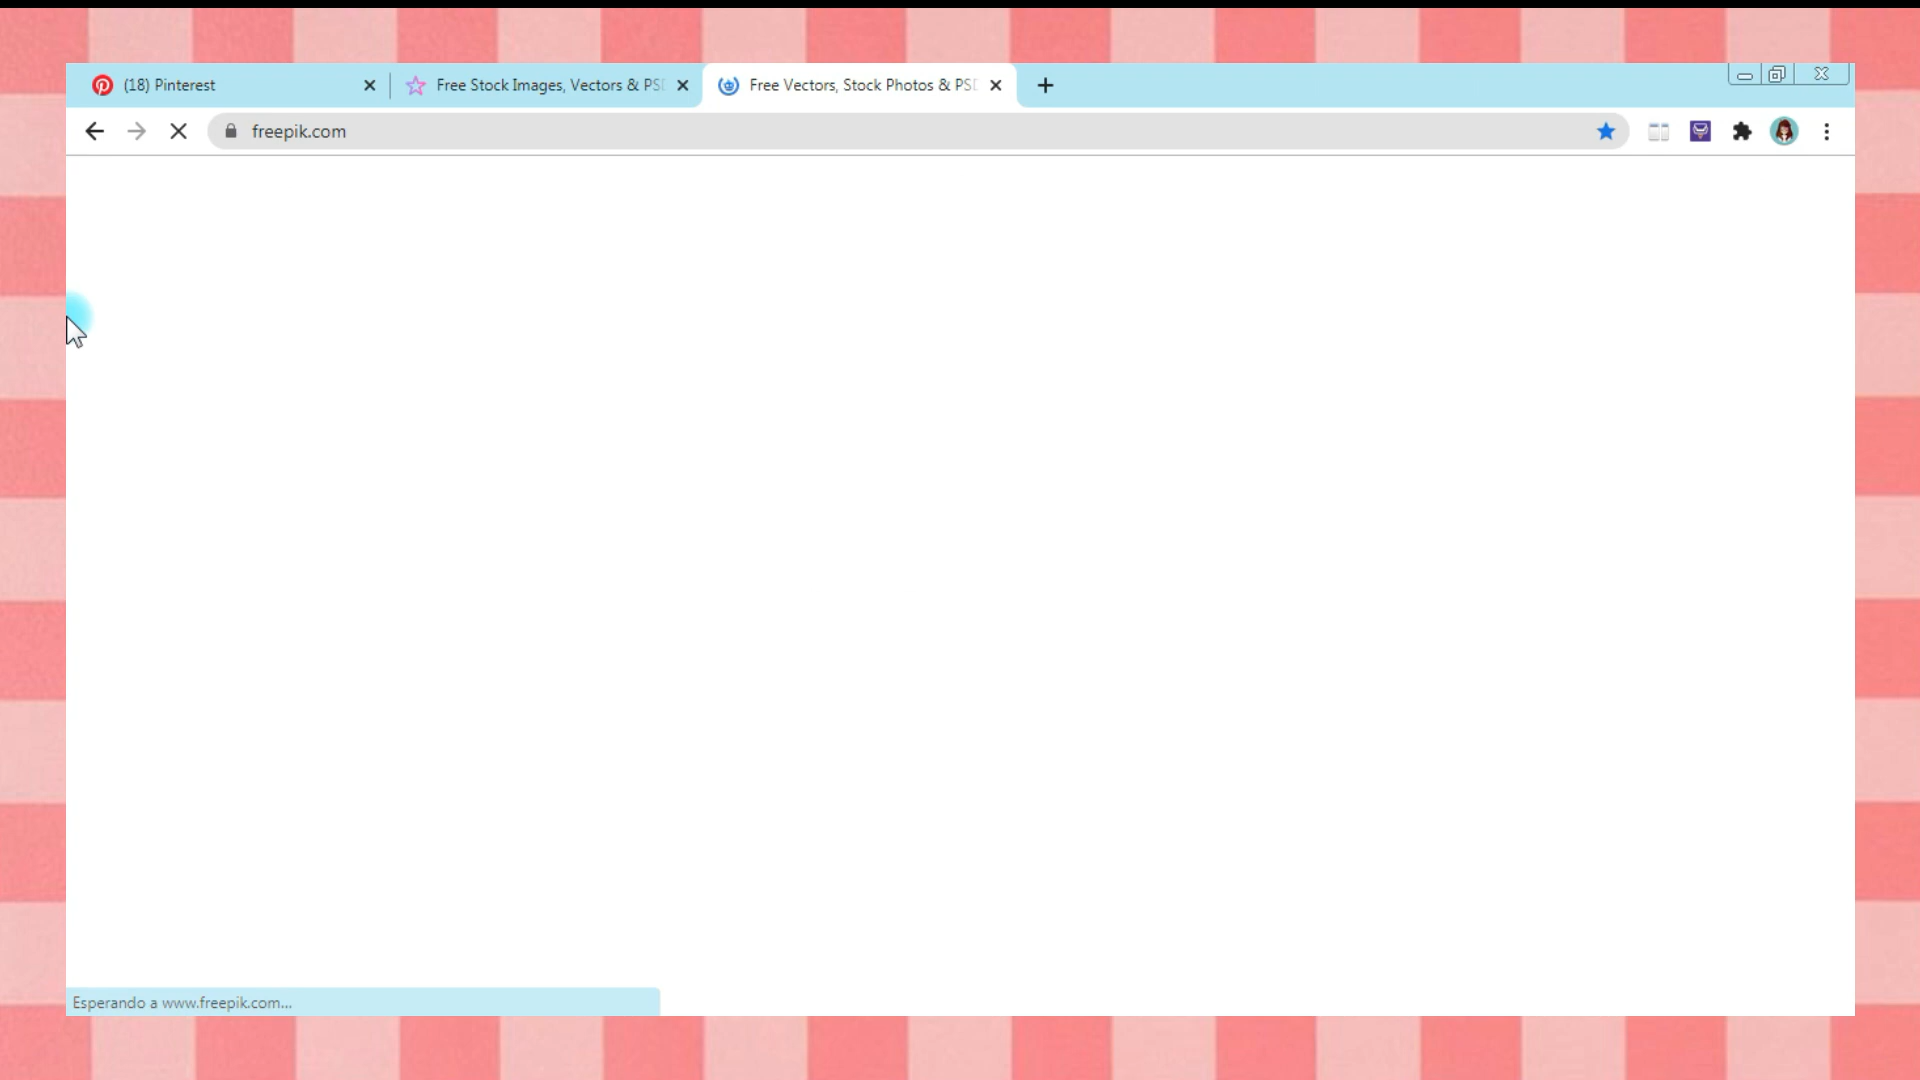 (18) Pinterest
Free Stock Images, Vectors & PS
Free Vectors, Stock Photos & PS
freepik.com
Esperando a www.freepik.com...